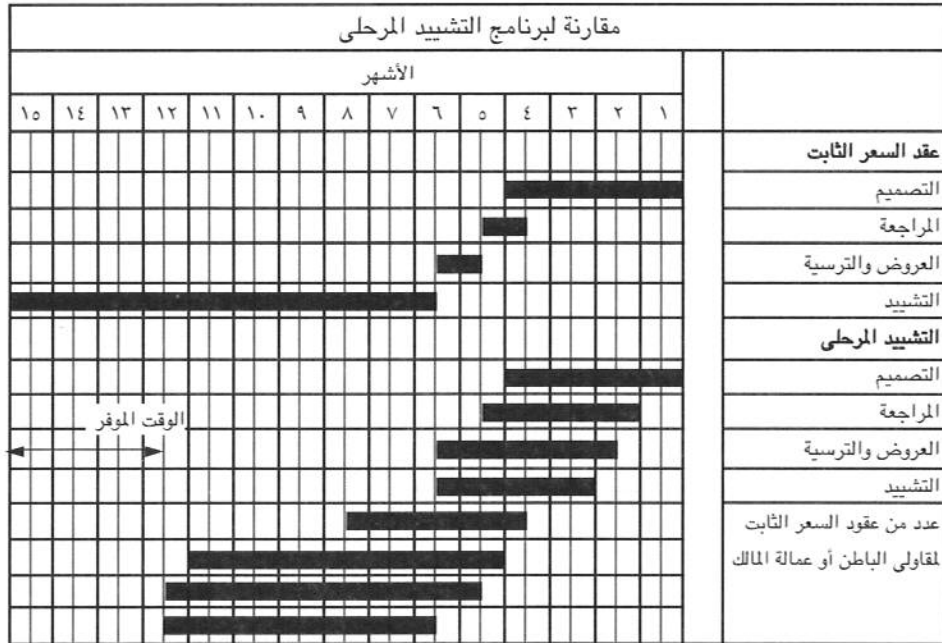 مقارنة لبرنامج التشييد المرحلى
الأشهر
١ ٢ ٣ ٤ ٥ ٦ ٧ ٨ ٩ ١٠ ١١ ١٢ ١٣ ١٤ ١٥
عقد السعر الثابت
التصميم
المراجعة
العروض والترسية
التشييد
التشييد المرحلى
التصميم
المراجعة
الوقت الموفر
العروض والترسية
التشييد
عدد من عقود السعر الثابت
لمقاولى الباطن أو عمالة المالك